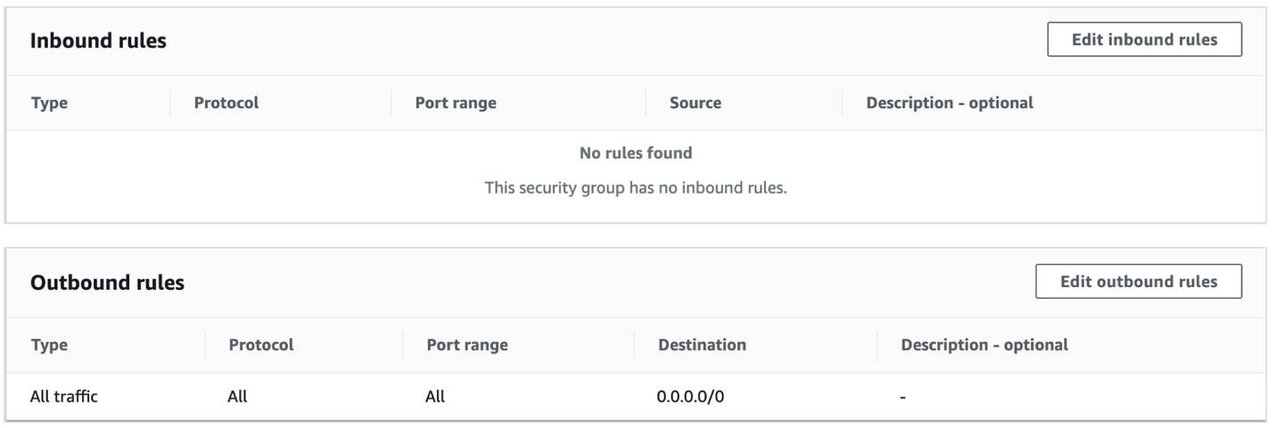 Inbound rules Edit inbound rules
Type Protocol Port range Source Description - optional
No rules found
This security group has no inbound rules.
Outbound rules Edit outbound rules
Type Protocol Port range Destination Description - optional
All traffic All All 0.0.0.0/0 -